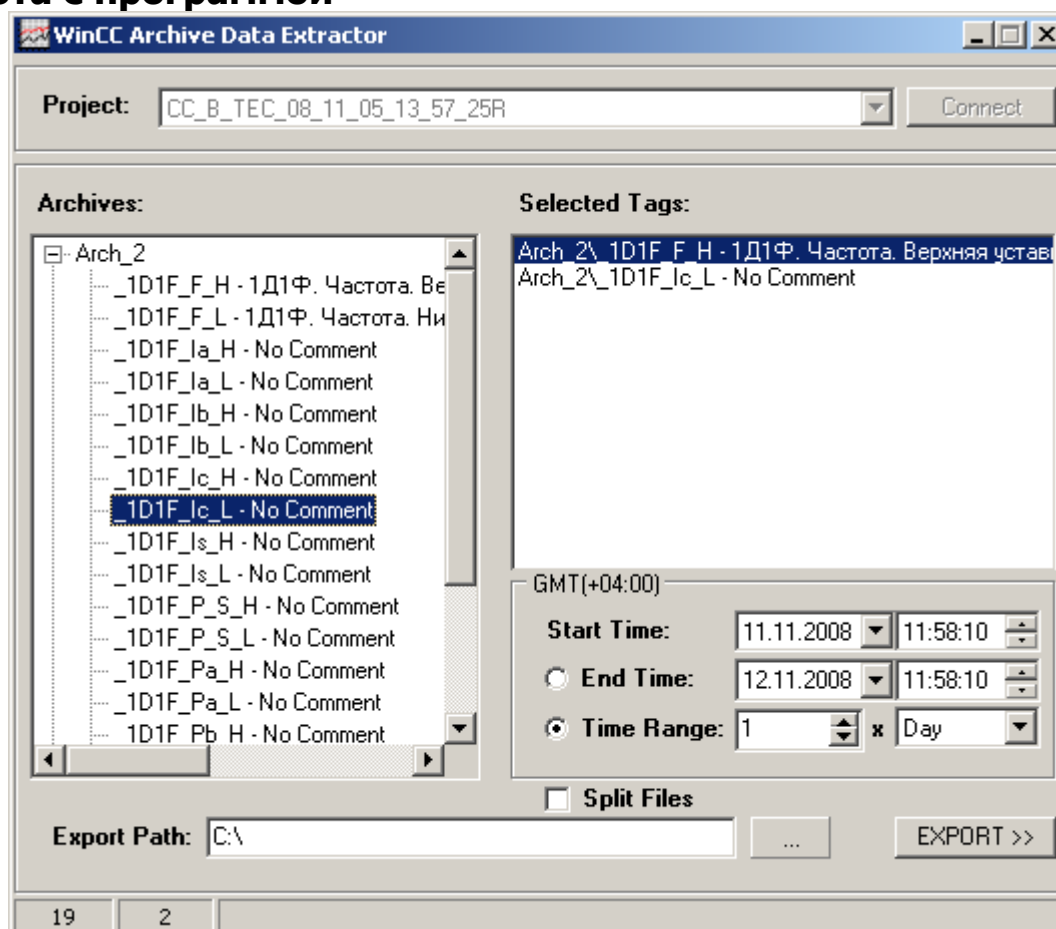 та с программой
WinCC Archive Data Extractor
Project: CC_B_TEC_08_11_05_13_57_25R Connect
Archives:
Arch_2
_1D1F_F_H - 1Д1Ф. Частота. Ве
_1D1F_F_L - 1Д1Ф. Частота. Ни
_1D1F_Ia_H - No Comment
_1D1F_Ia_L - No Comment
_1D1F_Ib_H - No Comment
_1D1F_Ib_L - No Comment
_1D1F_Ic_H - No Comment
_1D1F_Ic_L - No Comment
_1D1F_Is_H - No Comment
_1D1F_Is_L - No Comment
_1D1F_P_S_H - No Comment
_1D1F_P_S_L - No Comment
_1D1F_Pa_H - No Comment
_1D1F_Pa_L - No Comment
_1D1F_Pb_H - No Comment
Selected Tags:
Arch_2\_1D1F_F_H - 1Д1Ф. Частота. Верхняя устав
Arch_2\_1D1F_Ic_L - No Comment
GMT(+04:00)
Start Time: 11.11.2008 11:58:10
End Time: 12.11.2008 11:58:10
Time Range: 1 x Day
Split Files
Export Path: C:\ ... EXPORT >>
19 2